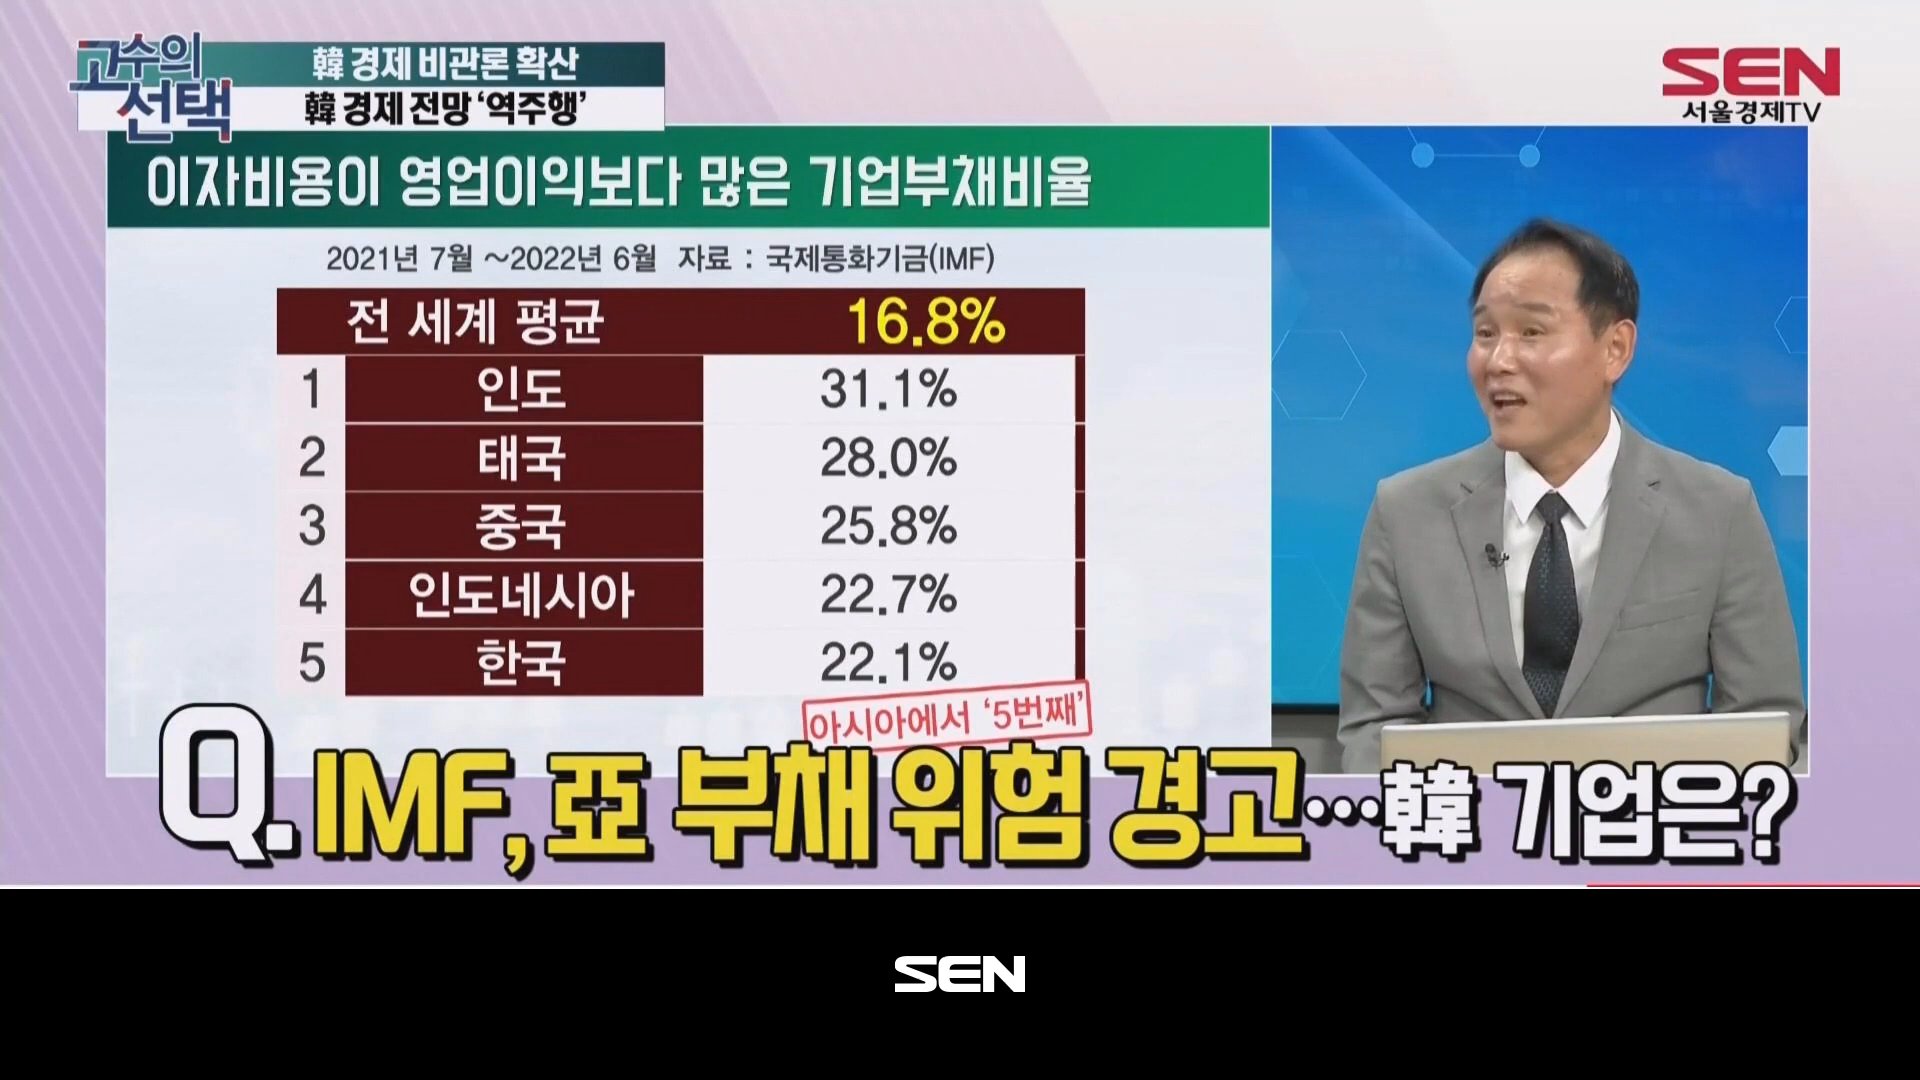 고수의
선택
韓 경제 비관론 확산
韓 경제 전망 ‘역주행’
SEN
서울경제TV
이자비용이 영업이익보다 많은 기업부채비율
2021년 7월 ~2022년 6월 자료 : 국제통화기금(IMF)
전 세계 평균 16.8%
1 인도 31.1%
2 태국 28.0%
3 중국 25.8%
4 인도네시아 22.7%
5 한국 22.1%
아시아에서 ‘5번째’
Q. IMF, 亞 부채 위험 경고…韓 기업은?
SEN